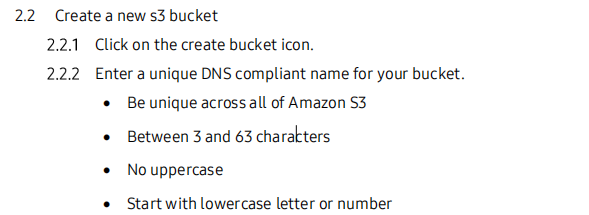 2.2 Create a new s3 bucket
2.2.1 Click on the create bucket icon.
2.2.2 Enter a unique DNS compliant name for your bucket.
• Be unique across all of Amazon S3
• Between 3 and 63 characters
• No uppercase
• Start with lowercase letter or number